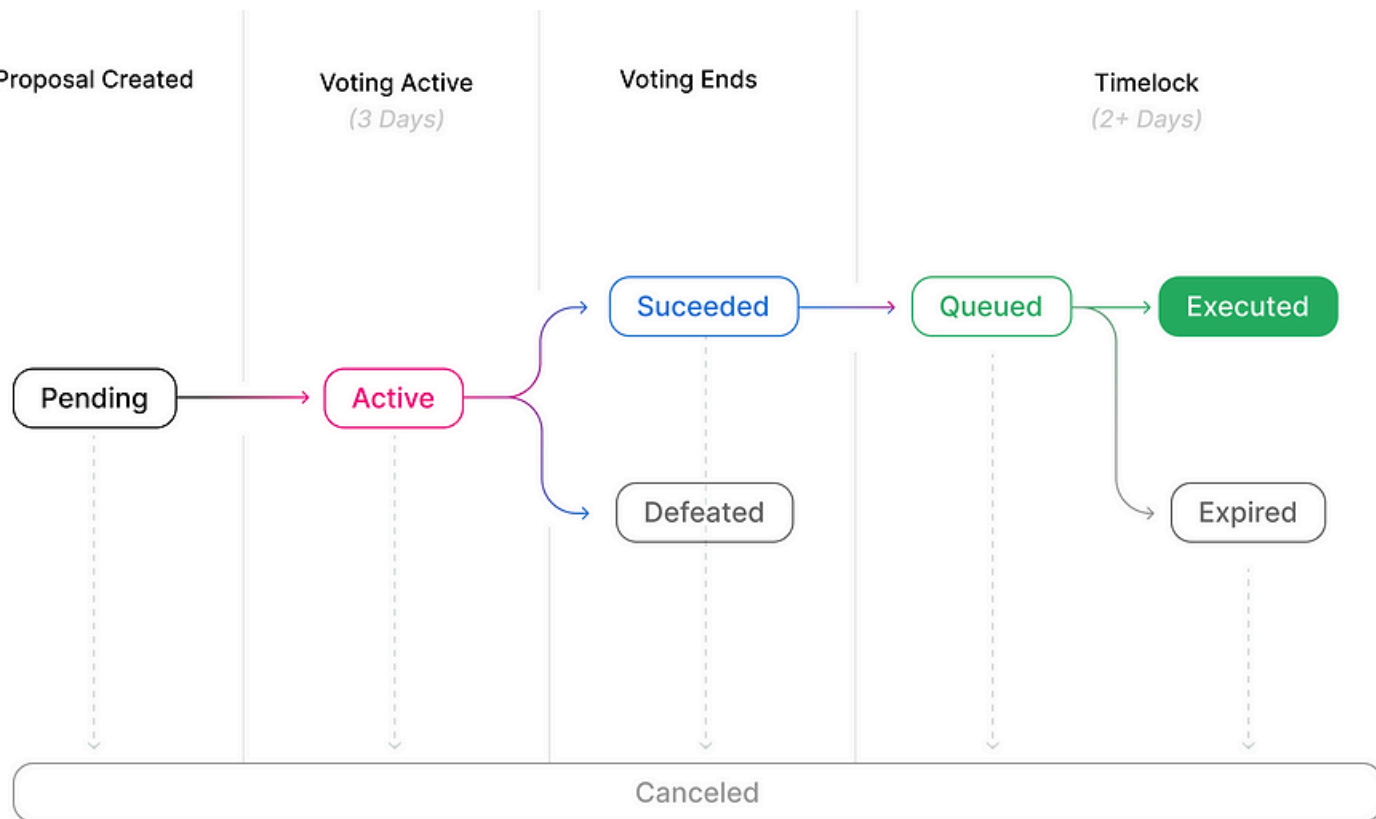 Proposal Created
Voting Active
(3 Days)
Voting Ends
Timelock
(2+ Days)
Suceeded
Queued
Executed
Pending
Active
Defeated
Expired
Canceled